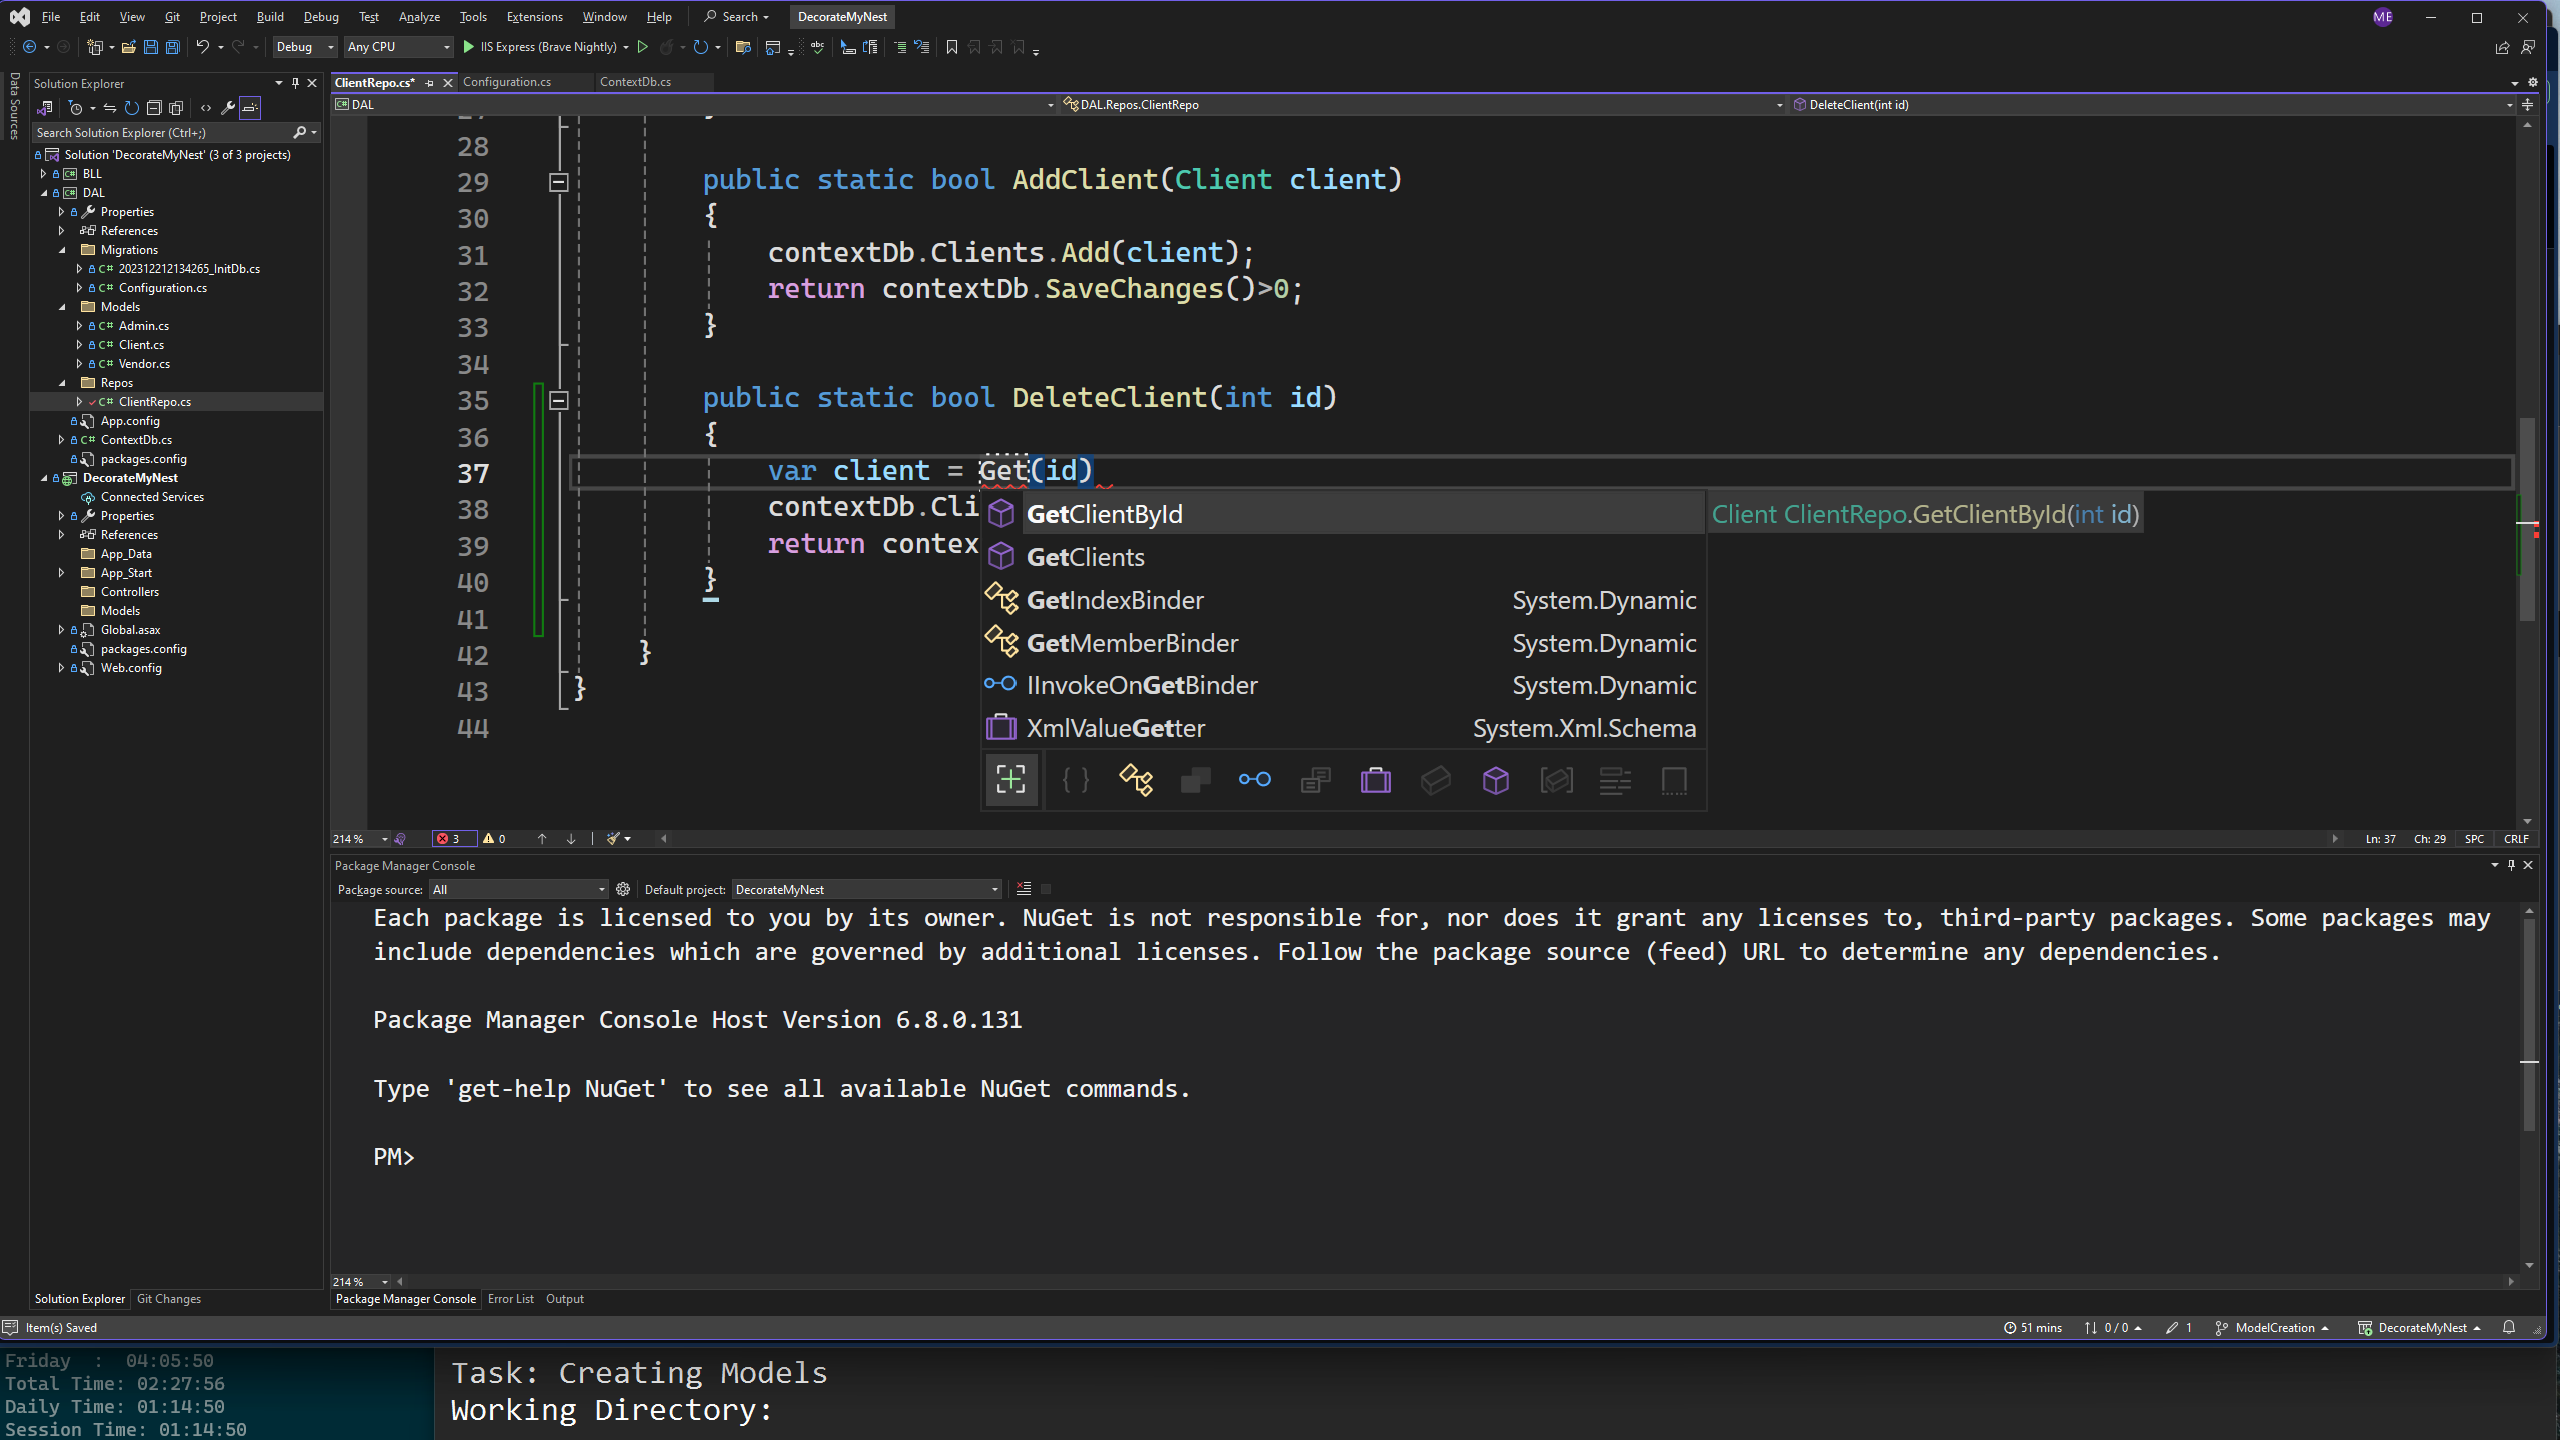 File Edit View Git Project Build Debug Test Analyze Tools Extensions Window Help Search DecorateMyNest ME
Debug Any CPU IIS Express (Brave Nightly)
Data Sources
Solution Explorer
Search Solution Explorer (Ctrl+;)
Solution 'DecorateMyNest' (3 of 3 projects)
BLL
DAL
Properties
References
Migrations
C# 202312212134265_InitDb.cs
C# Configuration.cs
Models
C# Admin.cs
C# Client.cs
C# Vendor.cs
Repos
C# ClientRepo.cs
App.config
C# ContextDb.cs
packages.config
DecorateMyNest
Connected Services
Properties
References
App_Data
App_Start
Controllers
Models
Global.asax
packages.config
Web.config
Solution Explorer Git Changes
ClientRepo.cs* Configuration.cs ContextDb.cs
C# DAL DAL.Repos.ClientRepo DeleteClient(int id)
28
29 public static bool AddClient(Client client)
30 {
31 contextDb.Clients.Add(client);
32 return contextDb.SaveChanges()>0;
33 }
34
35 public static bool DeleteClient(int id)
36 {
37 var client = Get(id)
38 contextDb.Cli
39 return contex
40 }
41
42 }
43 }
44
GetClientById Client ClientRepo.GetClientById(int id)
GetClients
GetIndexBinder System.Dynamic
GetMemberBinder System.Dynamic
IInvokeOnGetBinder System.Dynamic
XmlValueGetter System.Xml.Schema
214 % 3 0 Ln: 37 Ch: 29 SPC CRLF
Package Manager Console
Package source: All Default project: DecorateMyNest
Each package is licensed to you by its owner. NuGet is not responsible for, nor does it grant any licenses to, third-party packages. Some packages may
include dependencies which are governed by additional licenses. Follow the package source (feed) URL to determine any dependencies.
Package Manager Console Host Version 6.8.0.131
Type 'get-help NuGet' to see all available NuGet commands.
PM>
214 %
Package Manager Console Error List Output
Item(s) Saved 51 mins 0 / 0 1 ModelCreation DecorateMyNest
Friday : 04:05:50
Total Time: 02:27:56
Daily Time: 01:14:50
Session Time: 01:14:50
Task: Creating Models
Working Directory: